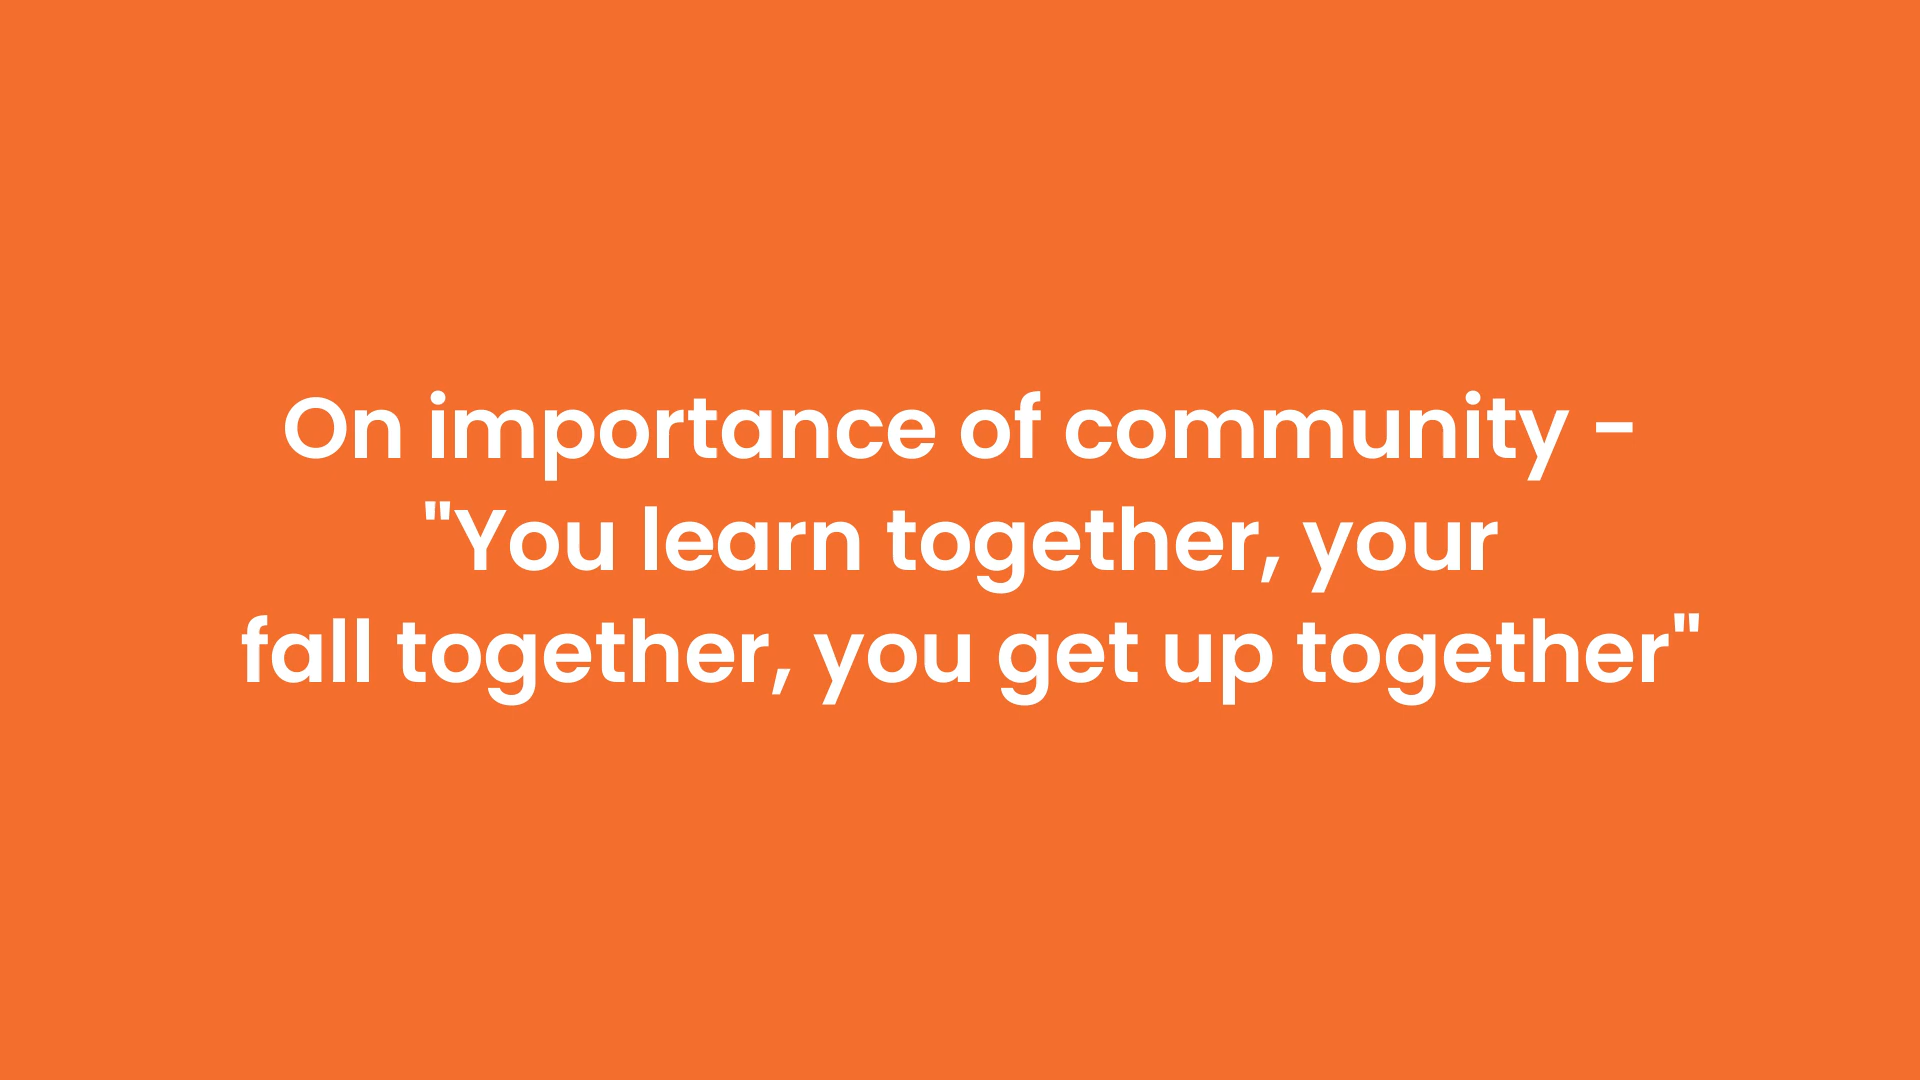 On importance of community -
"You learn together, your
fall together, you get up together"